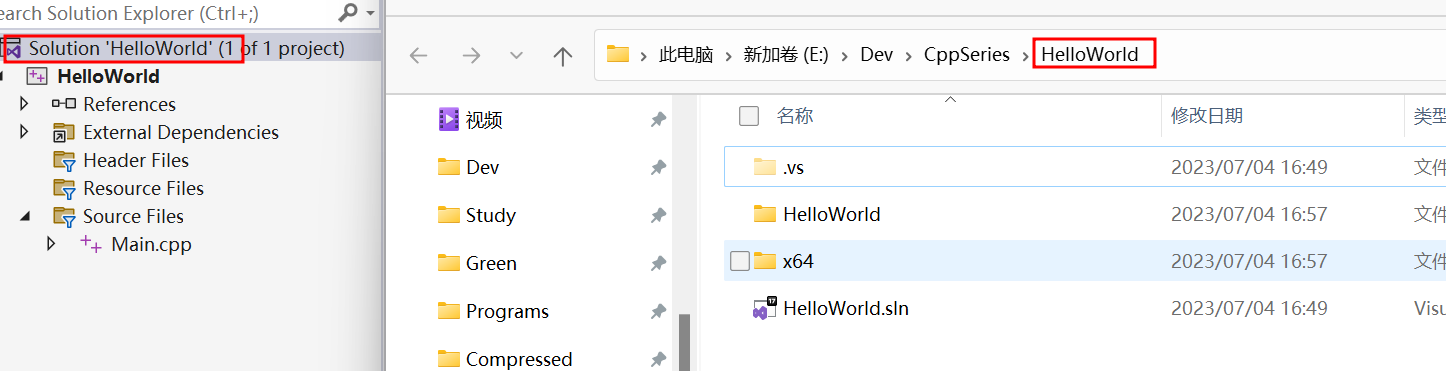 earch Solution Explorer (Ctrl+;)
Solution 'HelloWorld' (1 of 1 project)
HelloWorld
References
External Dependencies
Header Files
Resource Files
Source Files
Main.cpp
此电脑 新加卷 (E:) Dev CppSeries HelloWorld
视频
Dev
Study
Green
Programs
Compressed
名称 修改日期 类型
.vs 2023/07/04 16:49 文件
HelloWorld 2023/07/04 16:57 文件
x64 2023/07/04 16:57 文件
HelloWorld.sln 2023/07/04 16:49 Visu